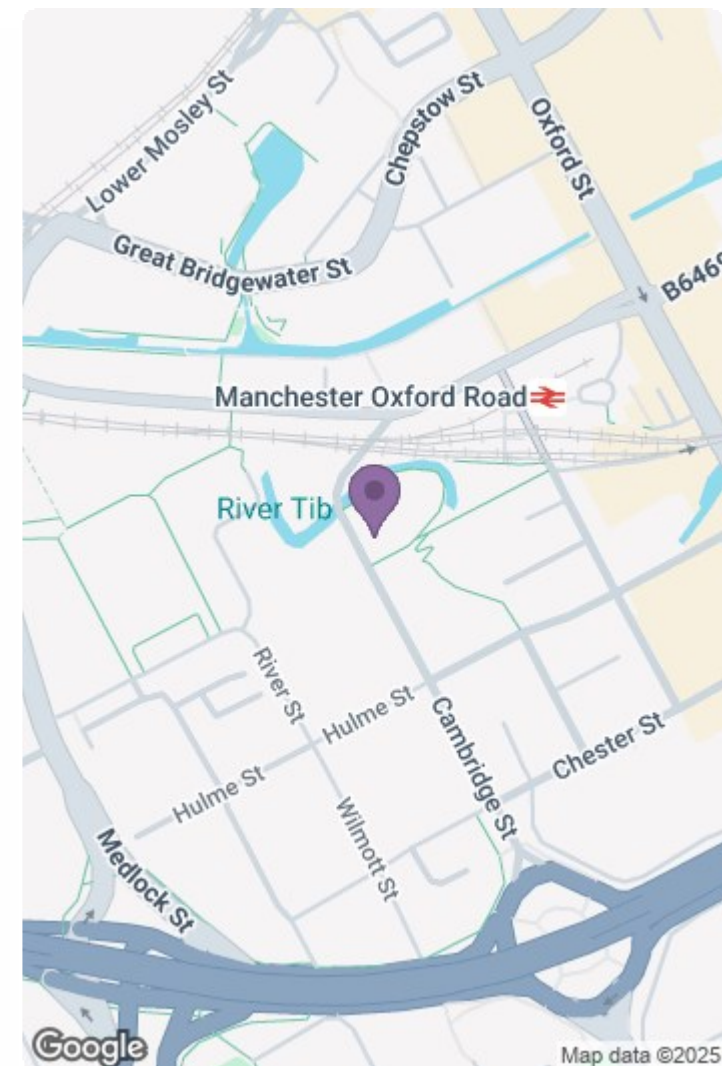 Lower Mosley St
Chepstow St
Oxford St
Great Bridgewater St
B646
Manchester Oxford Road
River Tib
River St
Hulme St
Cambridge St
Hulme St
Chester St
Wilmott St
Medlock St
Google
Map data ©2025